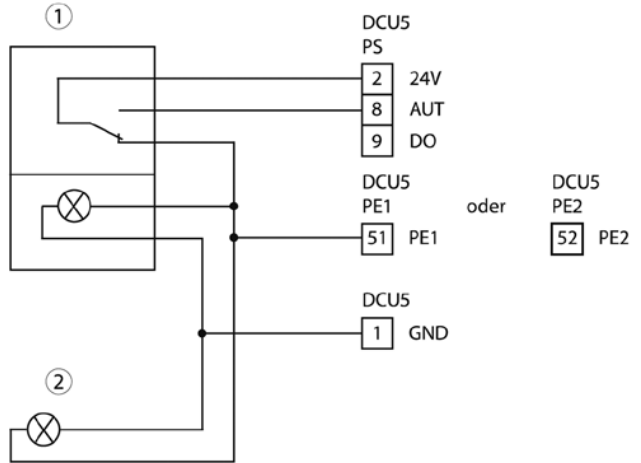 ①
DCU5
PS
2 24V
8 AUT
9 DO
DCU5 DCU5
PE1 oder PE2
51 PE1 52 PE2
DCU5
1 GND
②